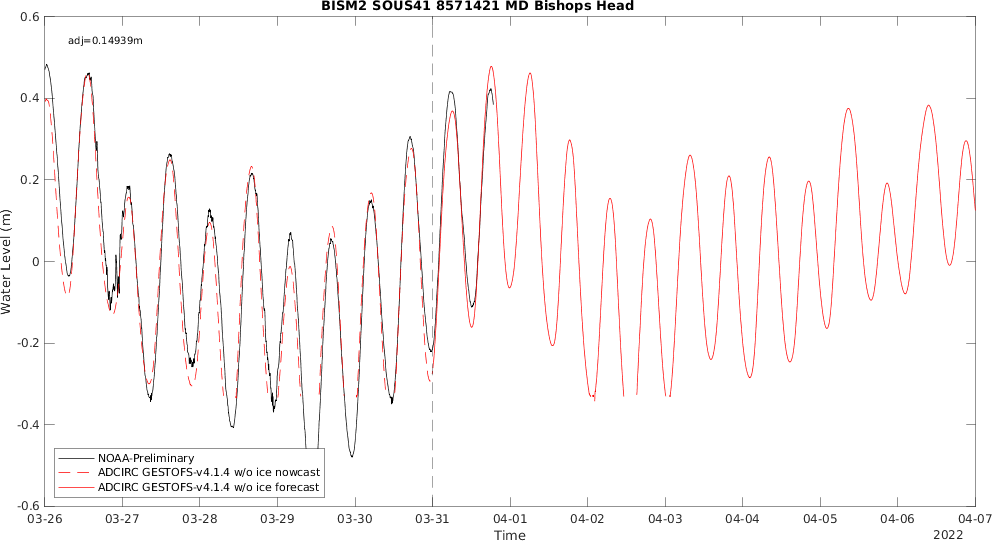 BISM2 SOUS41 8571421 MD Bishops Head
adj=0.14939m
0.6
0.4
0.2
0
-0.2
-0.4
-0.6
Water Level (m)
NOAA-Preliminary
ADCIRC GESTOFS-v4.1.4 w/o ice nowcast
ADCIRC GESTOFS-v4.1.4 w/o ice forecast
03-26 03-27 03-28 03-29 03-30 03-31 04-01 04-02 04-03 04-04 04-05 04-06 04-07
Time
2022